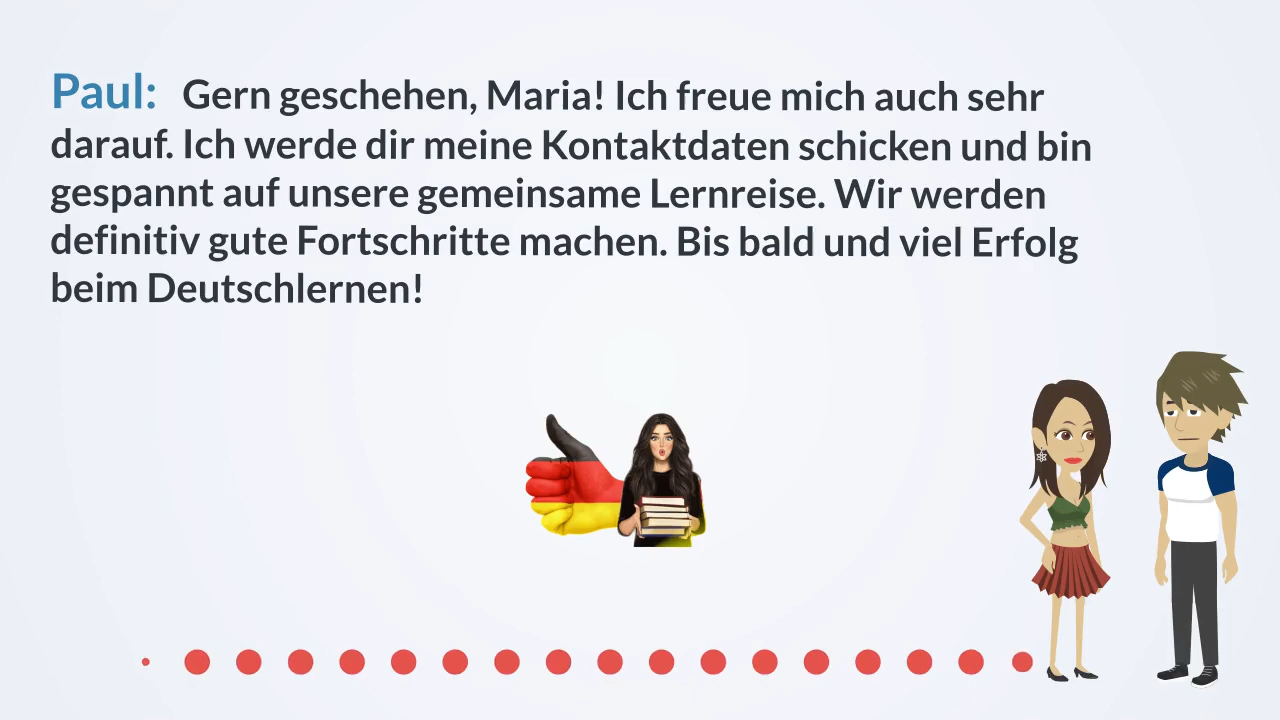 Paul: Gern geschehen, Maria! Ich freue mich auch sehr
darauf. Ich werde dir meine Kontaktdaten schicken und bin
gespannt auf unsere gemeinsame Lernreise. Wir werden
definitiv gute Fortschritte machen. Bis bald und viel Erfolg
beim Deutschlernen!